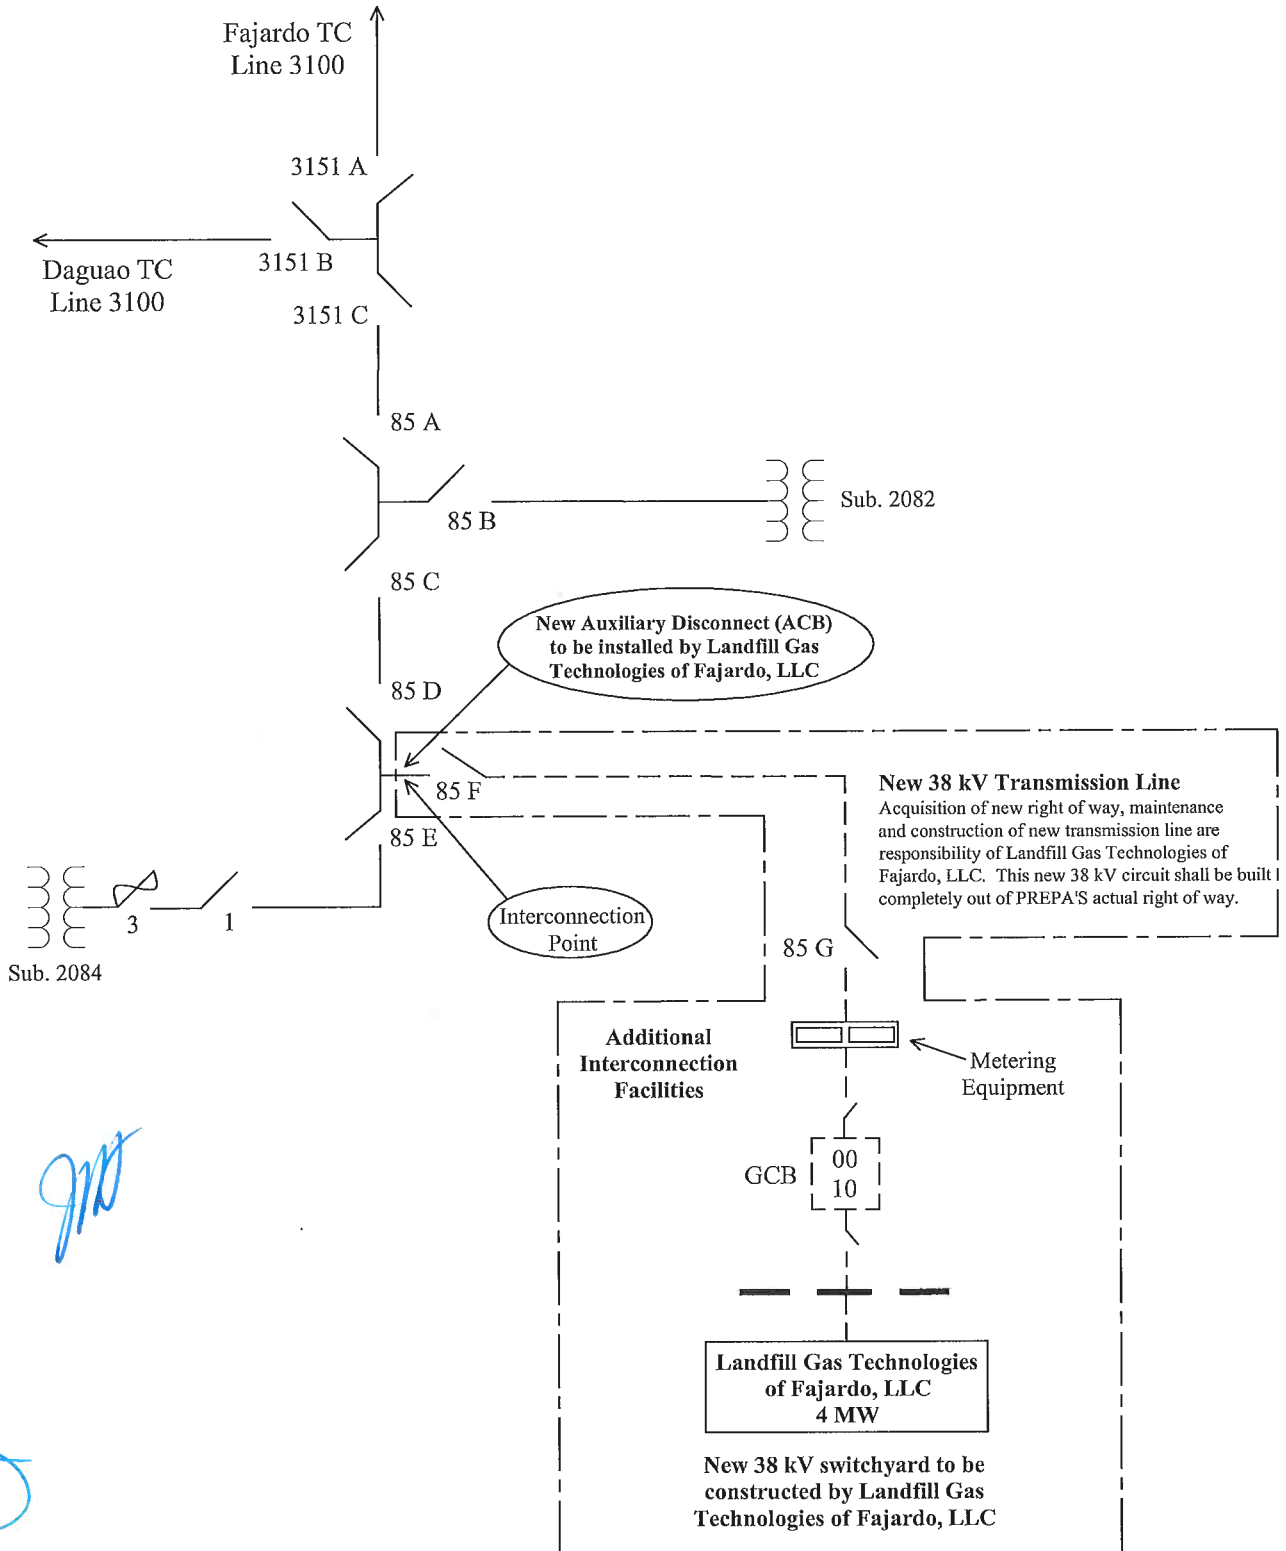 Fajardo TC
Line 3100
3151 A
3151 B
Daguao TC
Line 3100
3151 C
85 A
85 B
Sub. 2082
85 C
New Auxiliary Disconnect (ACB)
to be installed by Landfill Gas
Technologies of Fajardo, LLC
85 D
85 F
New 38 kV Transmission Line
Acquisition of new right of way, maintenance
and construction of new transmission line are
responsibility of Landfill Gas Technologies of
Fajardo, LLC. This new 38 kV circuit shall be built
completely out of PREPA'S actual right of way.
85 E
3
1
Sub. 2084
Interconnection
Point
85 G
Additional
Interconnection
Facilities
Metering
Equipment
GCB
00
10
Landfill Gas Technologies
of Fajardo, LLC
4 MW
New 38 kV switchyard to be
constructed by Landfill Gas
Technologies of Fajardo, LLC